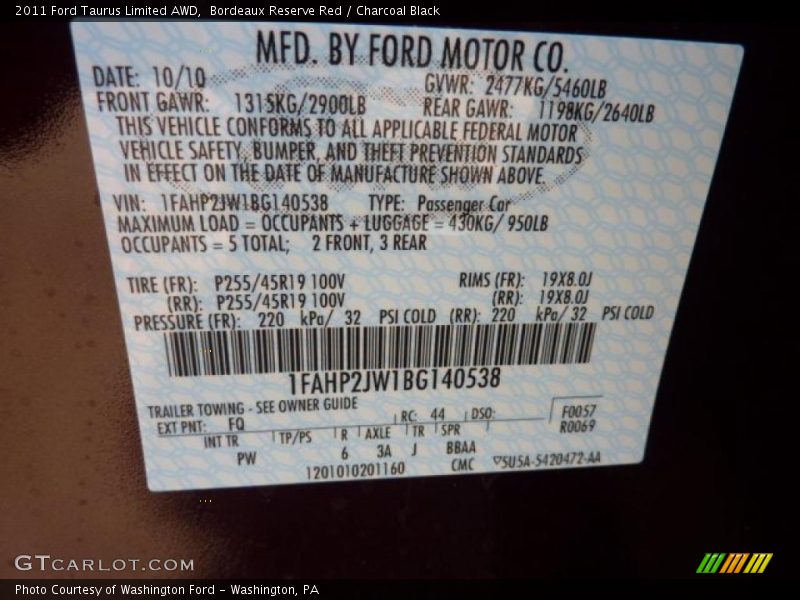 2011 Ford Taurus Limited AWD,  Bordeaux Reserve Red / Charcoal Black
MFD. BY FORD MOTOR CO.
DATE: 10/10 GVWR: 2477KG/5460LB
FRONT GAWR: 1315KG/2900LB REAR GAWR: 1198KG/2640LB
THIS VEHICLE CONFORMS TO ALL APPLICABLE FEDERAL MOTOR
VEHICLE SAFETY, BUMPER, AND THEFT PREVENTION STANDARDS
IN EFFECT ON THE DATE OF MANUFACTURE SHOWN ABOVE.
VIN: 1FAHP2JW1BG140538 TYPE: Passenger Car
MAXIMUM LOAD = OCCUPANTS + LUGGAGE = 430KG/ 950LB
OCCUPANTS = 5 TOTAL; 2 FRONT, 3 REAR
TIRE (FR): P255/45R19 100V RIMS (FR): 19X8.0J
(RR): P255/45R19 100V (RR): 19X8.0J
PRESSURE (FR): 220 kPa/ 32 PSI COLD (RR): 220 kPa/ 32 PSI COLD
1FAHP2JW1BG140538
TRAILER TOWING - SEE OWNER GUIDE
EXT PNT: FQ RC: 44 DSO: F0057
R0069
INT TR TP/PS R AXLE TR SPR
PW 6 3A J BBAA
1201010201160 CMC ▽SU5A-5420472-AA
GTCARLOT.COM
Photo Courtesy of Washington Ford - Washington, PA